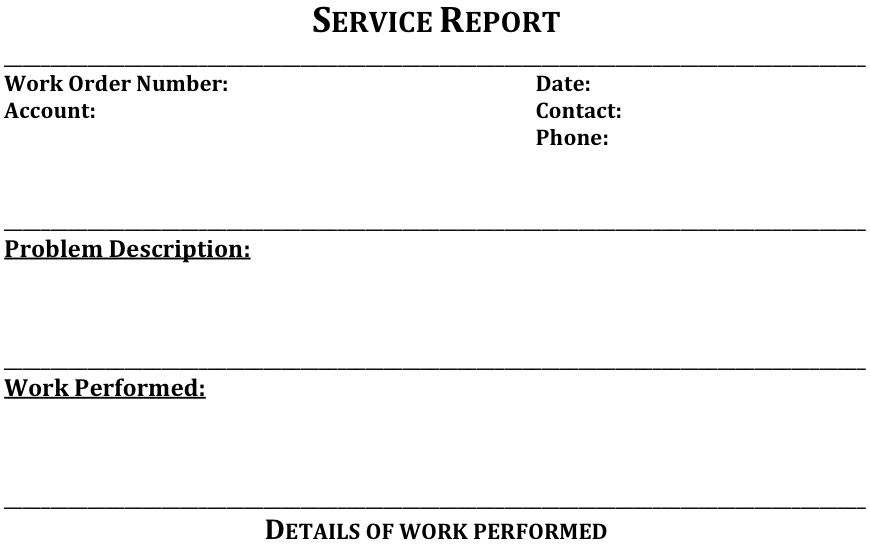 SERVICE REPORT
Work Order Number: Date:
Account: Contact:
Phone:
Problem Description:
Work Performed:
DETAILS OF WORK PERFORMED